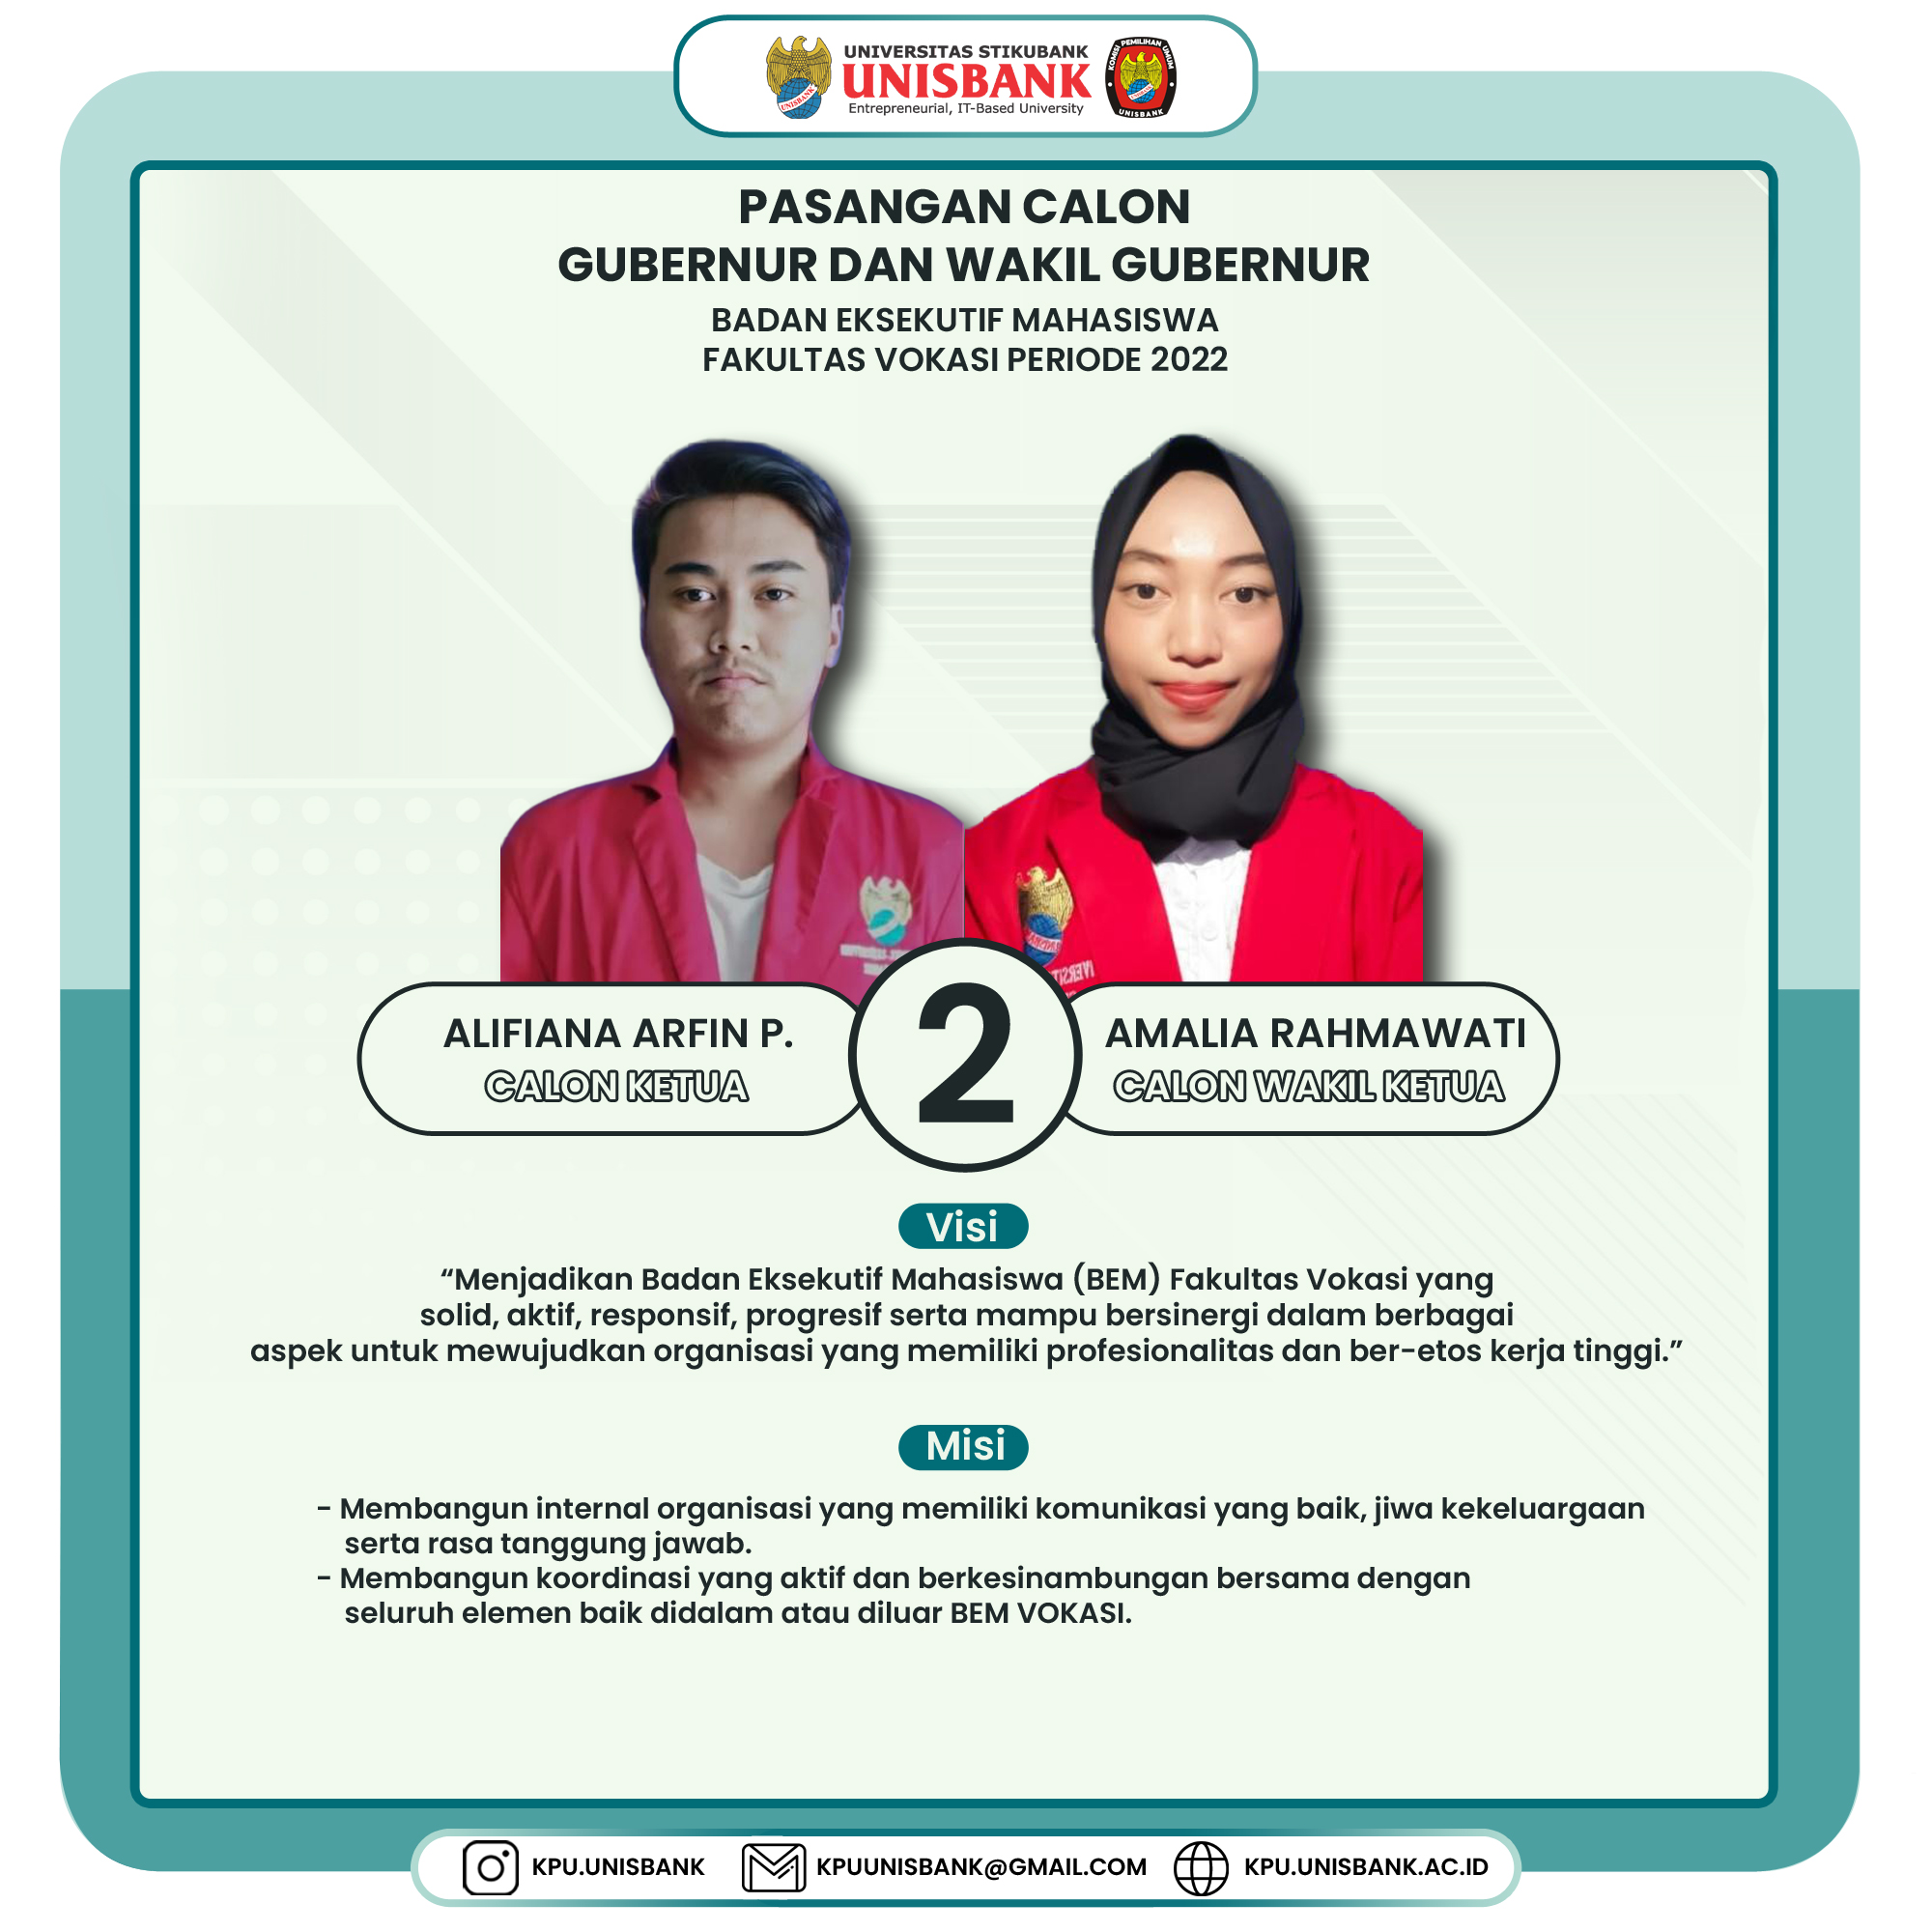 UNIVERSITAS STIKUBANK
UNISBANK
Entrepreneurial, IT-Based University
UNISBANK
KOMISI PEMILIHAN UMUM
UNISBANK
PASANGAN CALON
GUBERNUR DAN WAKIL GUBERNUR
BADAN EKSEKUTIF MAHASISWA
FAKULTAS VOKASI PERIODE 2022
ALIFIANA ARFIN P.
CALON KETUA
2
AMALIA RAHMAWATI
CALON WAKIL KETUA
Visi
“Menjadikan Badan Eksekutif Mahasiswa (BEM) Fakultas Vokasi yang
solid, aktif, responsif, progresif serta mampu bersinergi dalam berbagai
aspek untuk mewujudkan organisasi yang memiliki profesionalitas dan ber-etos kerja tinggi.”
Misi
- Membangun internal organisasi yang memiliki komunikasi yang baik, jiwa kekeluargaan
serta rasa tanggung jawab.
- Membangun koordinasi yang aktif dan berkesinambungan bersama dengan
seluruh elemen baik didalam atau diluar BEM VOKASI.
KPU.UNISBANK
KPUUNISBANK@GMAIL.COM
KPU.UNISBANK.AC.ID